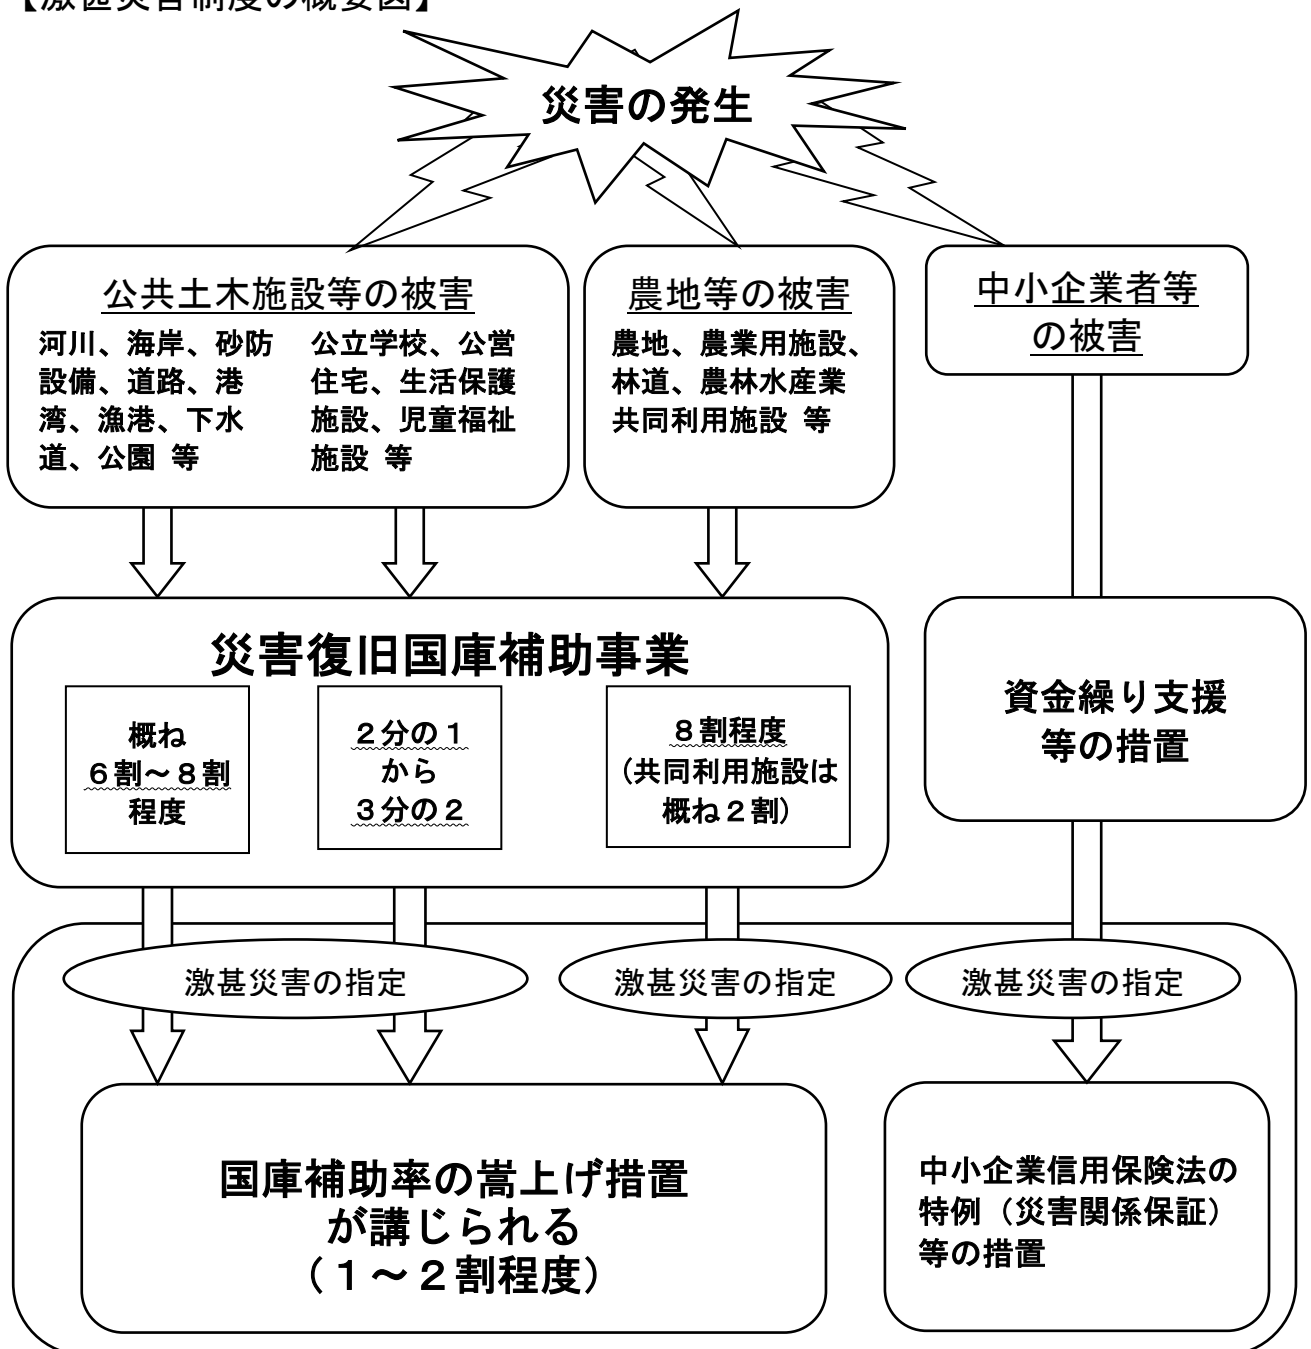 【激甚災害制度の概要図】
災害の発生
公共土木施設等の被害
河川、海岸、砂防
設備、道路、港
湾、漁港、下水
道、公園 等
公立学校、公営
住宅、生活保護
施設、児童福祉
施設 等
農地等の被害
農地、農業用施設、
林道、農林水産業
共同利用施設 等
中小企業者等
の被害
災害復旧国庫補助事業
概ね
６割～８割
程度
２分の１
から
３分の２
８割程度
（共同利用施設は
概ね２割）
資金繰り支援
等の措置
激甚災害の指定
激甚災害の指定
激甚災害の指定
国庫補助率の嵩上げ措置
が講じられる
（１～２割程度）
中小企業信用保険法の
特例（災害関係保証）
等の措置